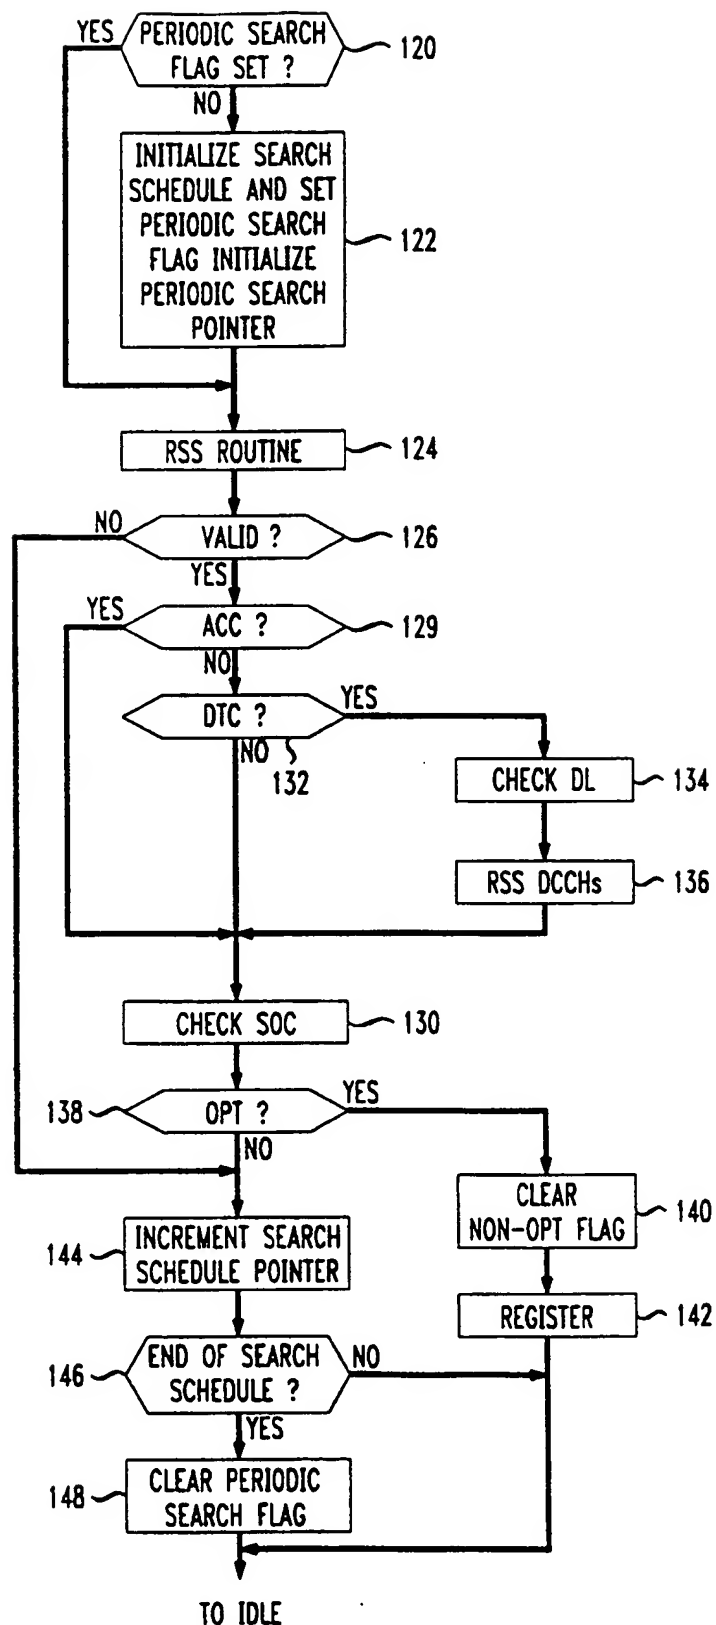 YES
PERIODIC SEARCH
FLAG SET ?
120
NO
INITIALIZE SEARCH
SCHEDULE AND SET
PERIODIC SEARCH
FLAG INITIALIZE
PERIODIC SEARCH
POINTER
122
RSS ROUTINE
124
NO
VALID ?
126
YES
YES
ACC ?
129
NO
DTC ?
YES
NO
132
CHECK DL
134
RSS DCCHs
136
CHECK SOC
130
138
OPT ?
YES
NO
CLEAR
NON-OPT FLAG
140
144
INCREMENT SEARCH
SCHEDULE POINTER
REGISTER
142
146
END OF SEARCH
SCHEDULE ?
NO
YES
148
CLEAR PERIODIC
SEARCH FLAG
TO IDLE